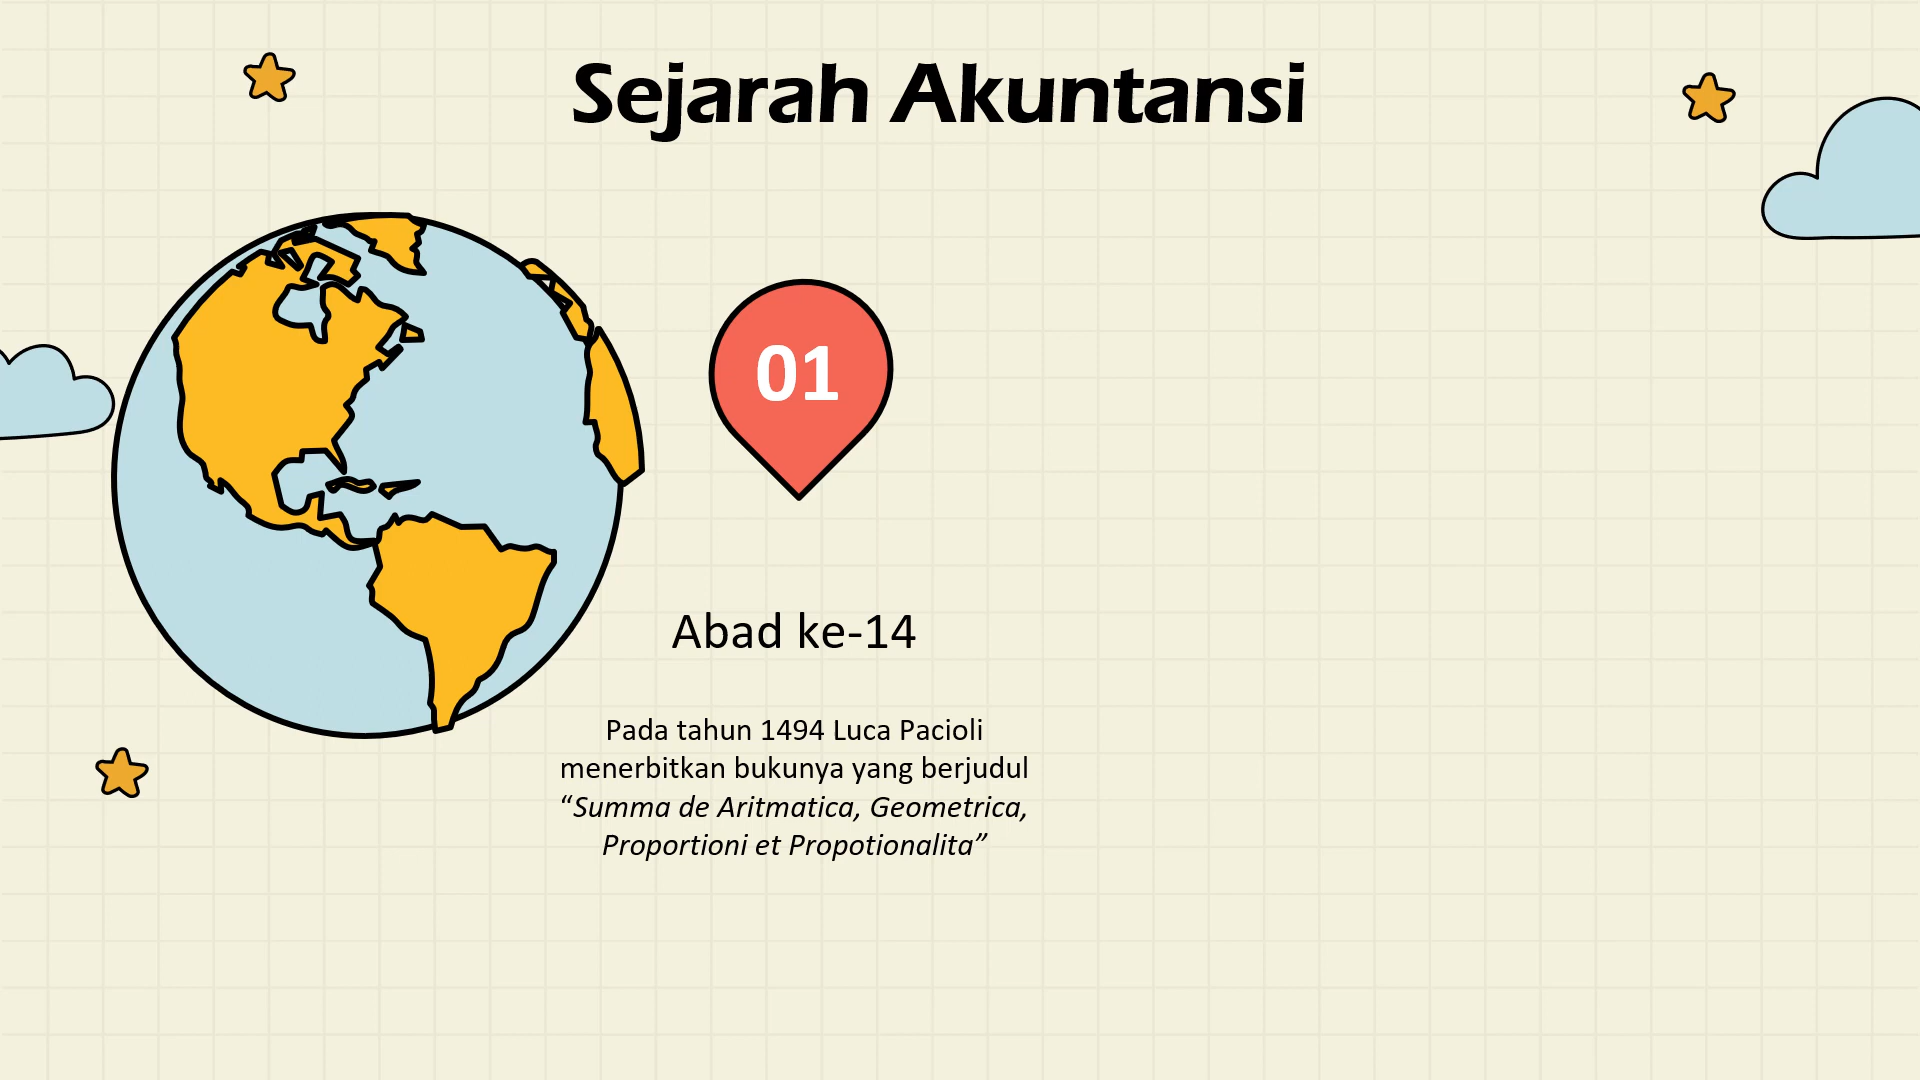 Sejarah Akuntansi
01
Abad ke-14
Pada tahun 1494 Luca Pacioli
menerbitkan bukunya yang berjudul
“Summa de Aritmatica, Geometrica,
Proportioni et Propotionalita”